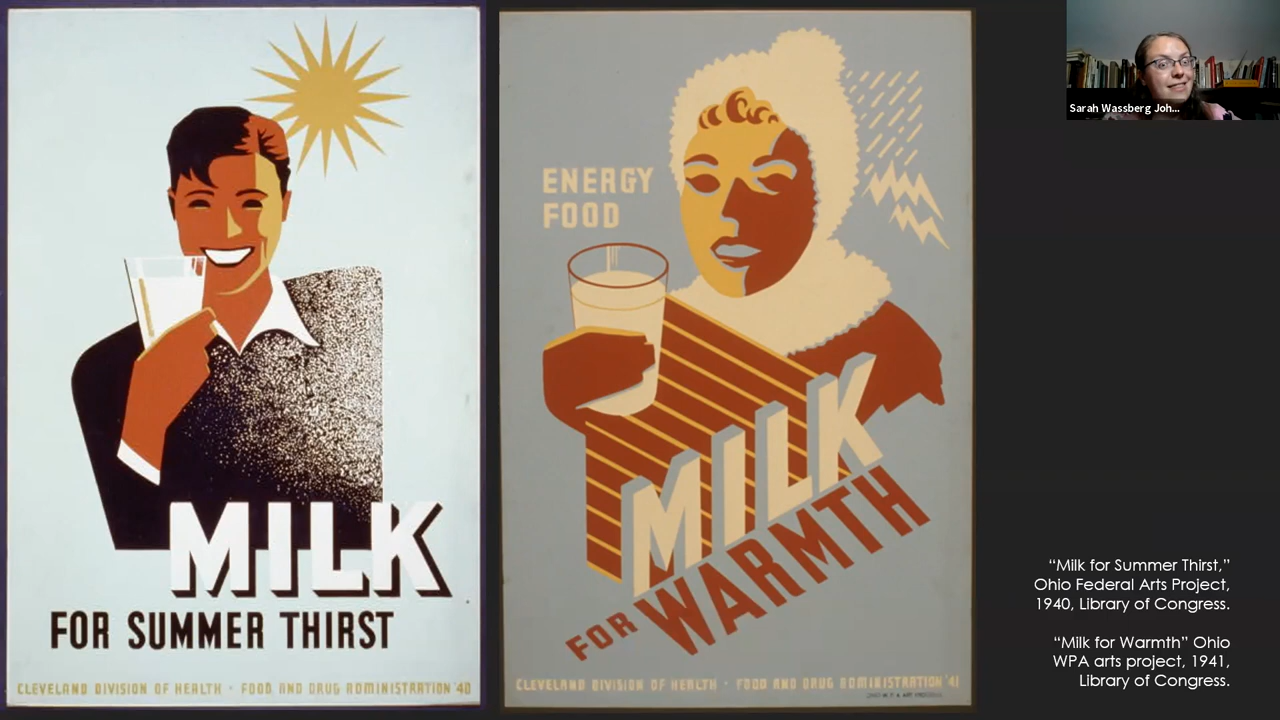 MILK
FOR SUMMER THIRST
CLEVELAND DIVISION OF HEALTH · FOOD AND DRUG ADMINISTRATION '40
ENERGY
FOOD
MILK
FOR WARMTH
CLEVELAND DIVISION OF HEALTH · FOOD AND DRUG ADMINISTRATION '41
Sarah Wassberg Joh...
“Milk for Summer Thirst,”
Ohio Federal Arts Project,
1940, Library of Congress.
“Milk for Warmth” Ohio
WPA arts project, 1941,
Library of Congress.